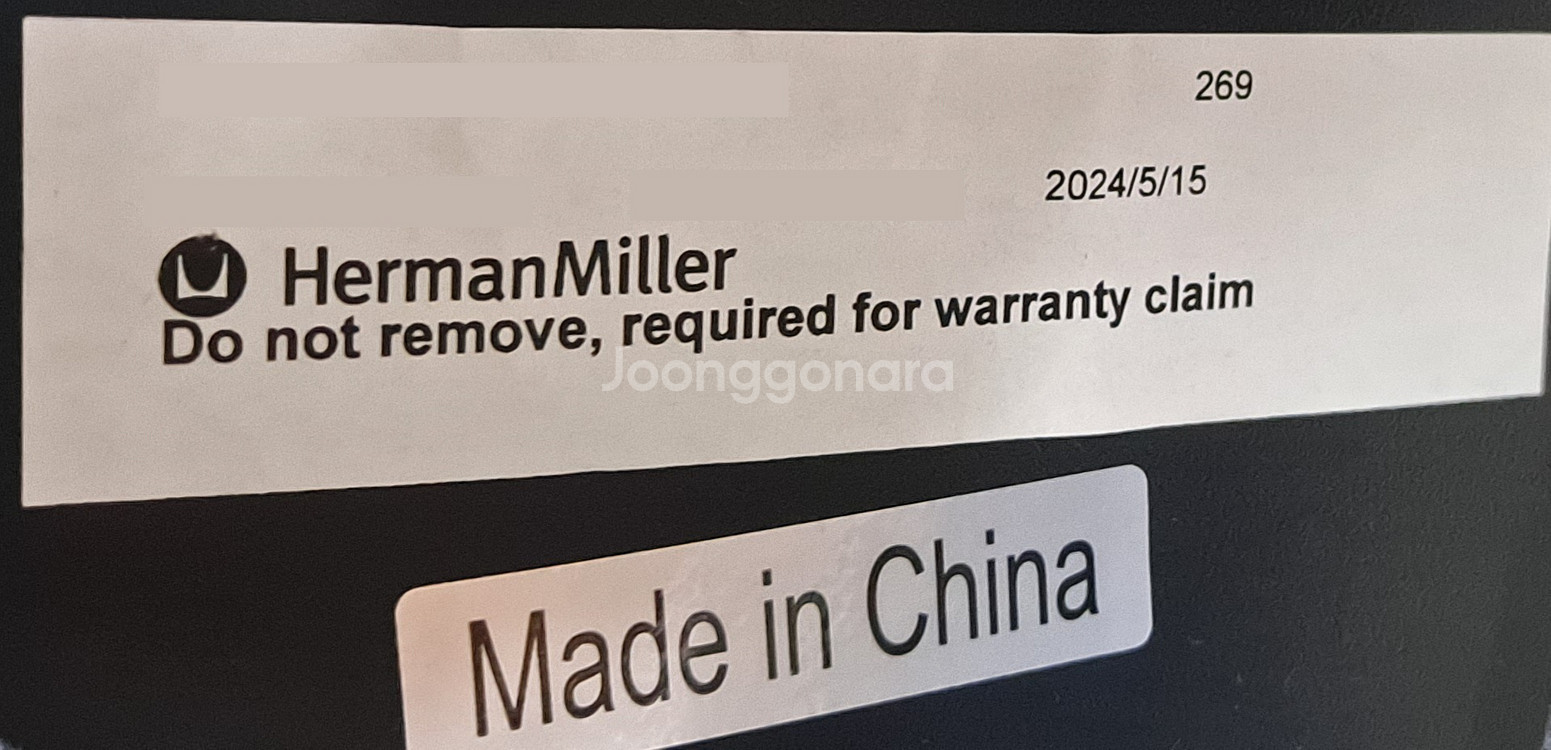 269
2024/5/15
HermanMiller
Do not remove, required for warranty claim
Joonggonara
Made in China